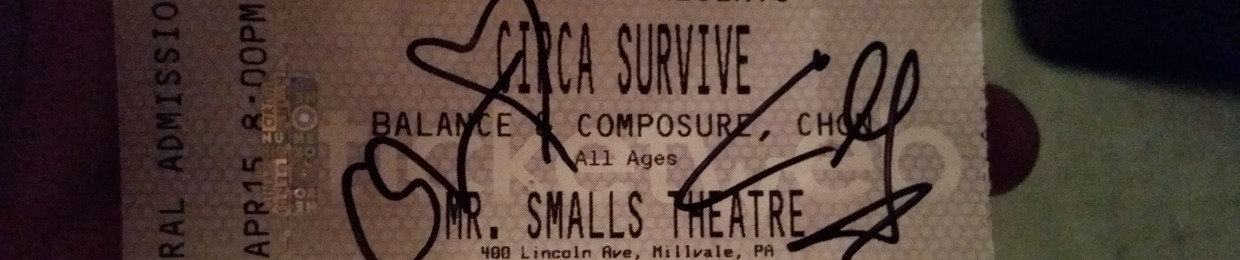 CIRCA SURVIVE
BALANCE & COMPOSURE, CHON
All Ages
MR. SMALLS THEATRE
400 Lincoln Ave, Millvale, PA
RAL ADMISSIO
APR15 8:00PM